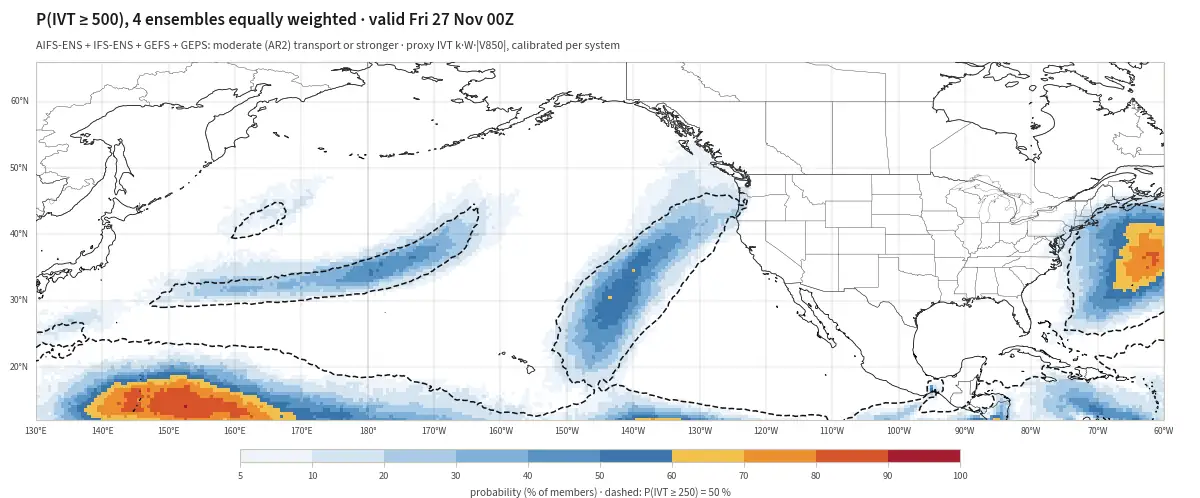 P(IVT ≥ 500), 4 ensembles equally weighted · valid Fri 27 Nov 00Z
AIFS-ENS + IFS-ENS + GEFS + GEPS: moderate (AR2) transport or stronger · proxy IVT k·W·|V850|, calibrated per system
60°N
50°N
40°N
30°N
20°N
130°E 140°E 150°E 160°E 170°E 180° 170°W 160°W 150°W 140°W 130°W 120°W 110°W 100°W 90°W 80°W 70°W 60°W
5 10 20 30 40 50 60 70 80 90 100
probability (% of members) · dashed: P(IVT ≥ 250) = 50 %